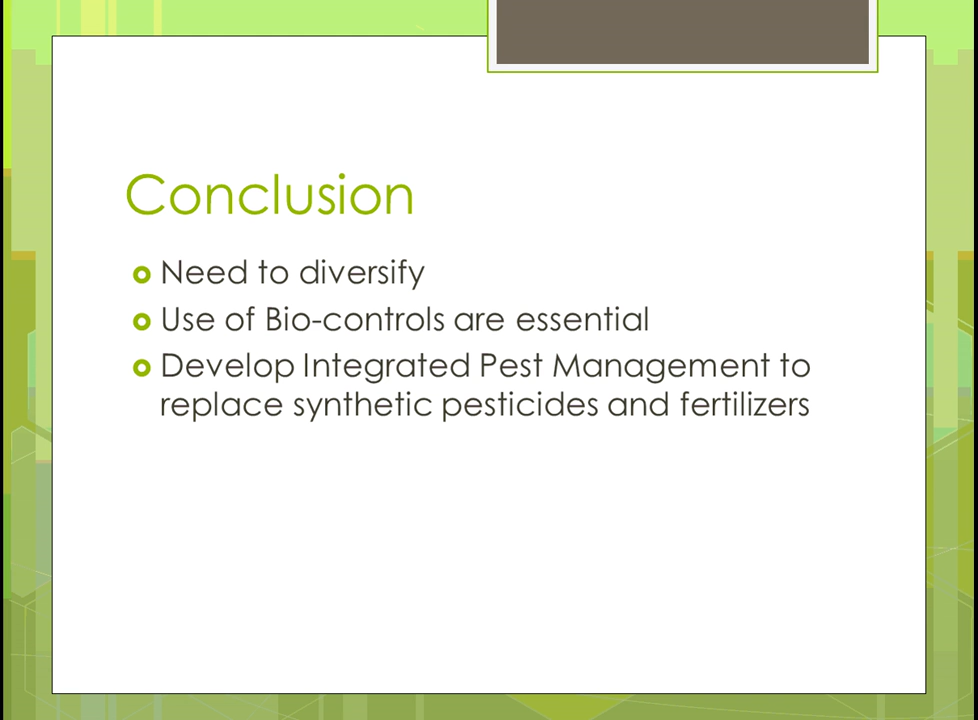 Conclusion
Need to diversify
Use of Bio-controls are essential
Develop Integrated Pest Management to
replace synthetic pesticides and fertilizers